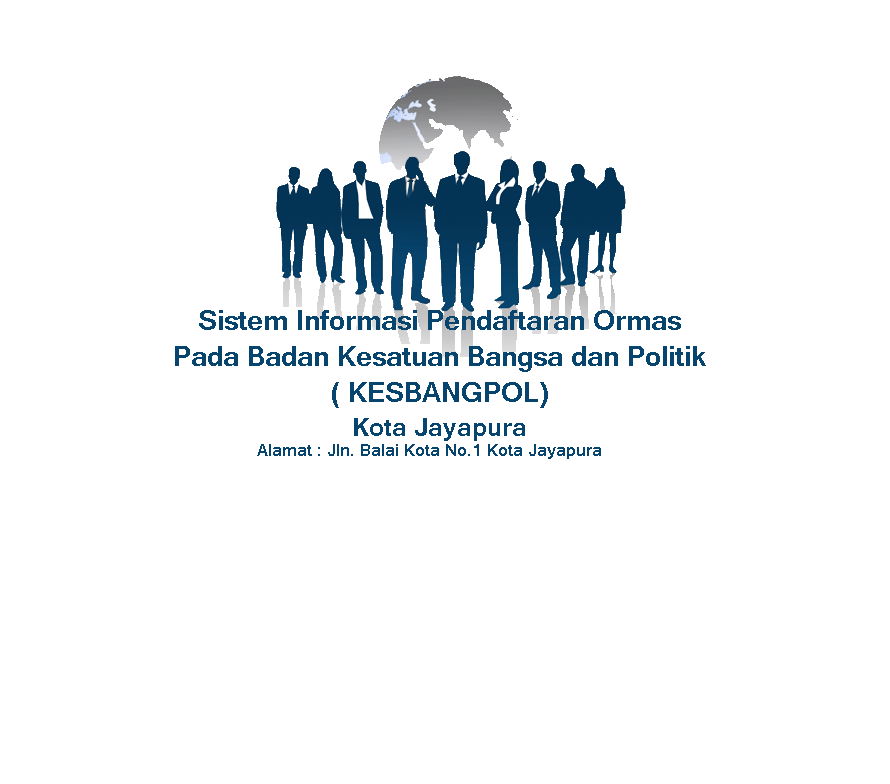 Sistem Informasi Pendaftaran Ormas
Pada Badan Kesatuan Bangsa dan Politik
( KESBANGPOL)
Kota Jayapura
Alamat : Jln. Balai Kota No.1 Kota Jayapura